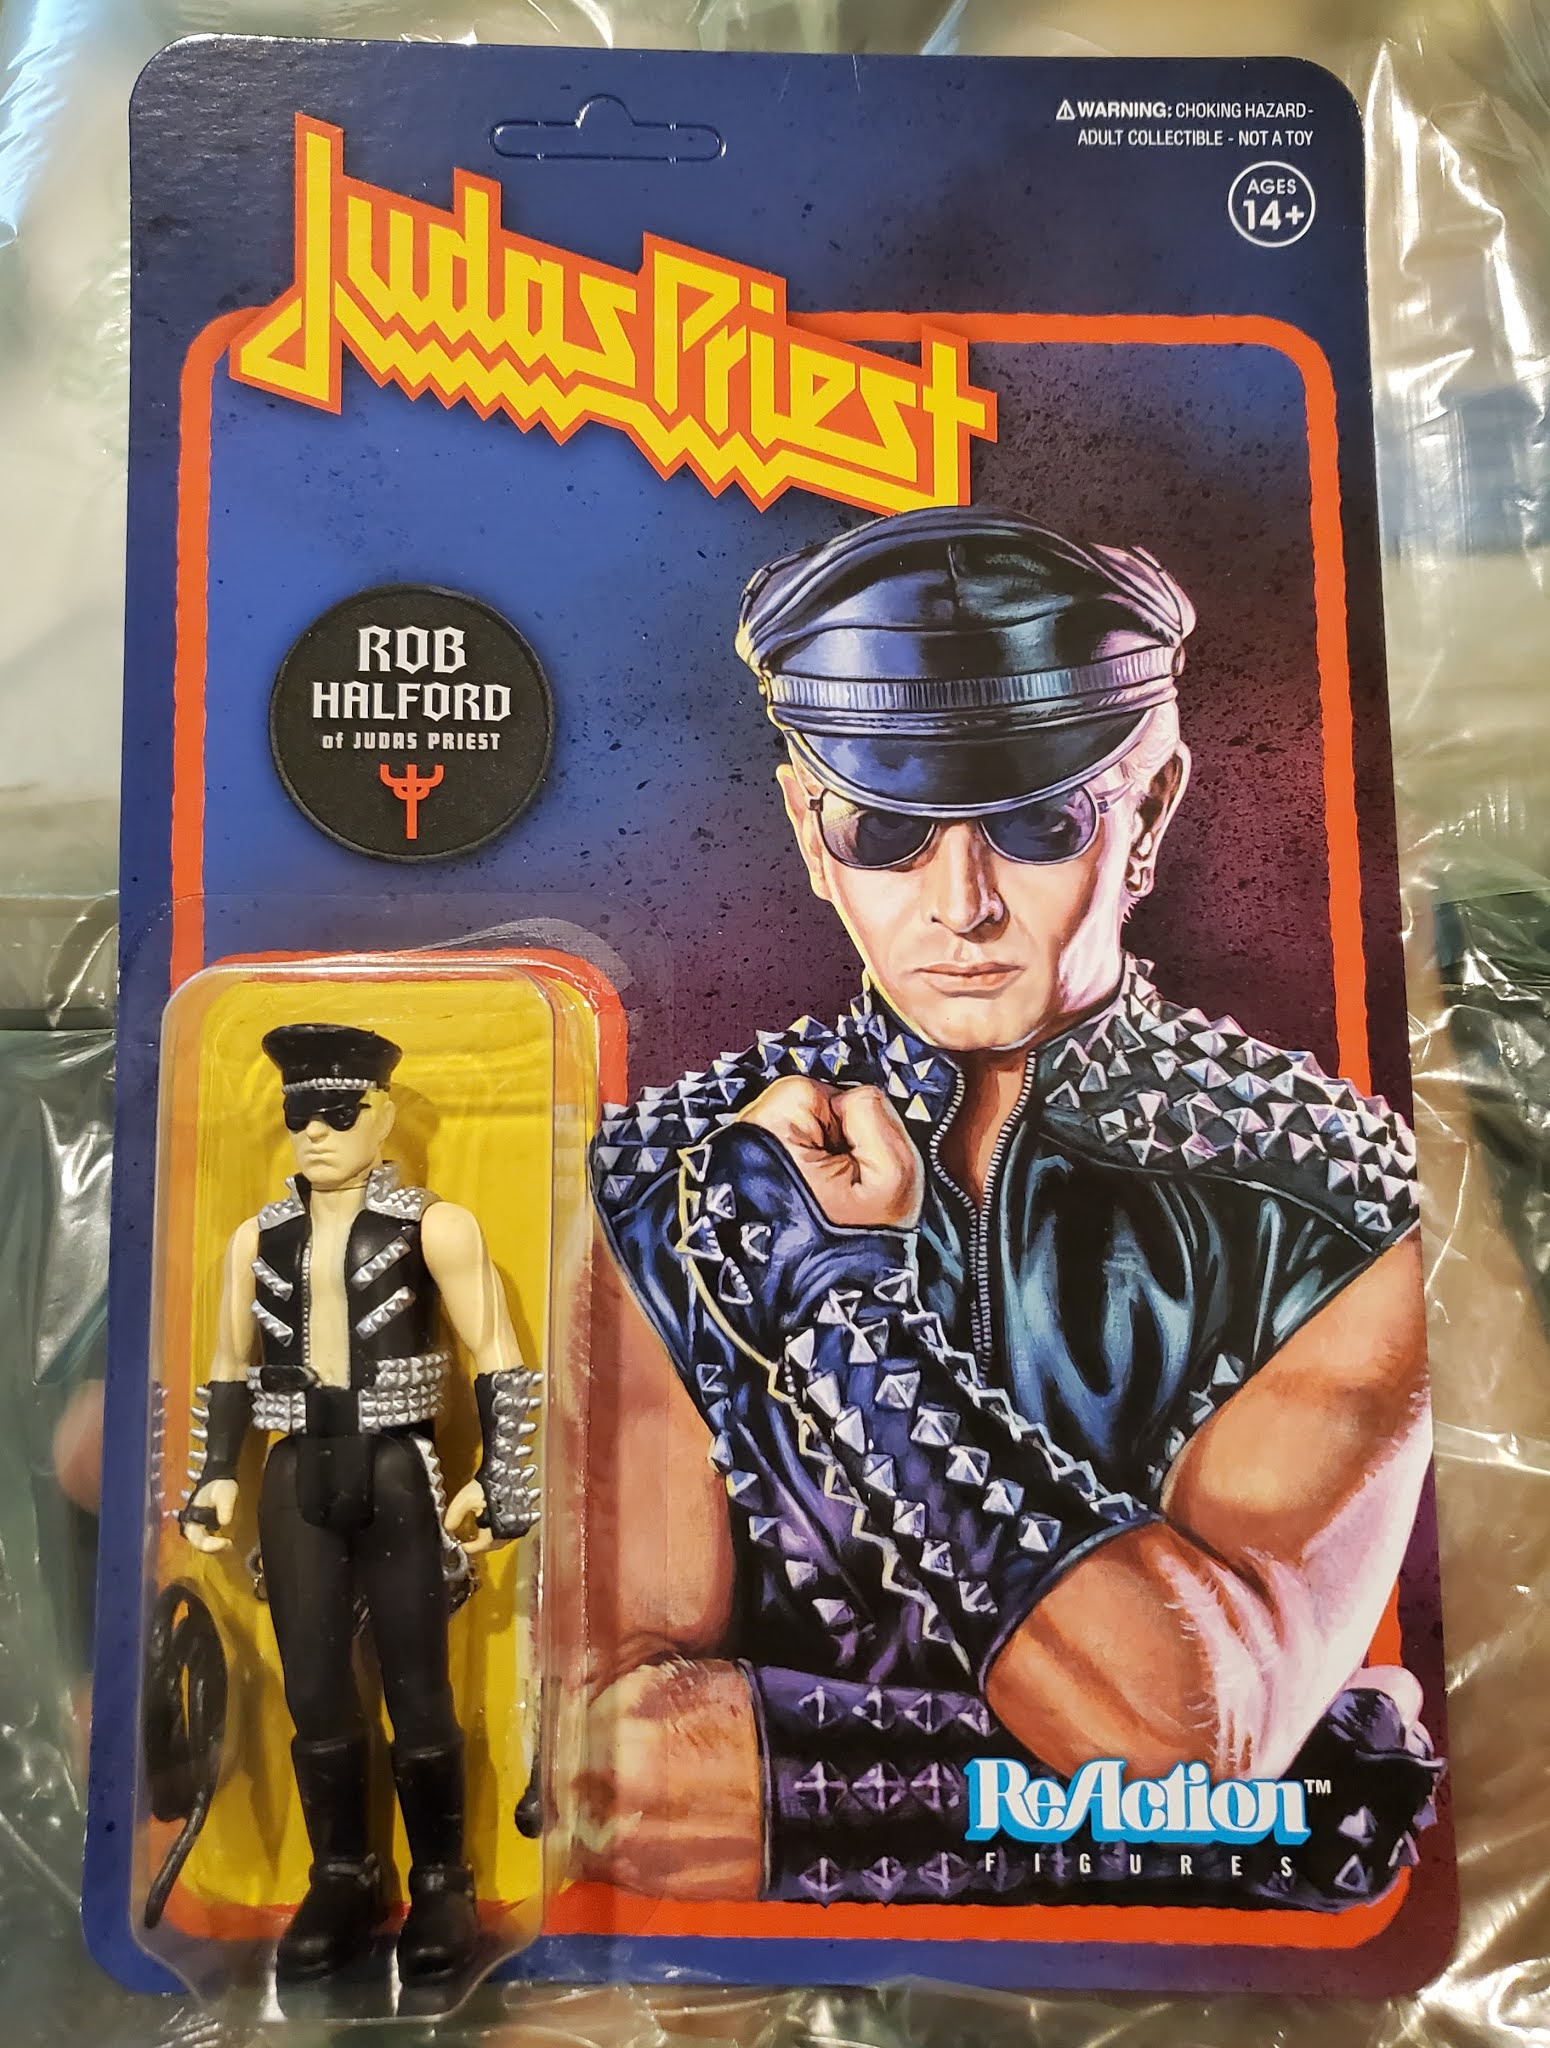 ⚠WARNING: CHOKING HAZARD-
ADULT COLLECTIBLE - NOT A TOY
AGES
14+
Judas Priest
ROB
HALFORD
of JUDAS PRIEST
ReAction™
FIGURES